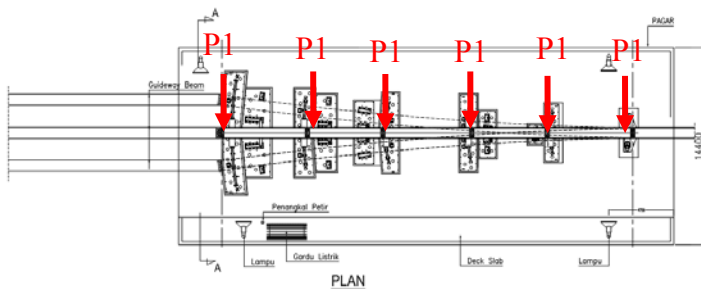 A
PAGAR
P1
P1
P1
P1
P1
P1
Guideway Beam
14400
Penangkal Petir
A
Lampu
Gardu Listrik
Deck Slab
Lampu
PLAN